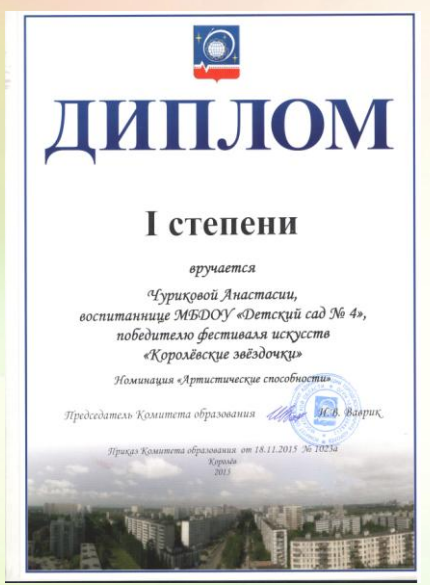 ДИПЛОМ
I степени
вручается
Чуриковой Анастасии,
воспитаннице МБДОУ «Детский сад № 4»,
победителю фестиваля искусств
«Королёвские звёздочки»
Номинация «Артистические способности»
Председатель Комитета образования И.В. Ваврик
Приказ Комитета образования от 18.11.2015 № 1023а
Королёв
2015